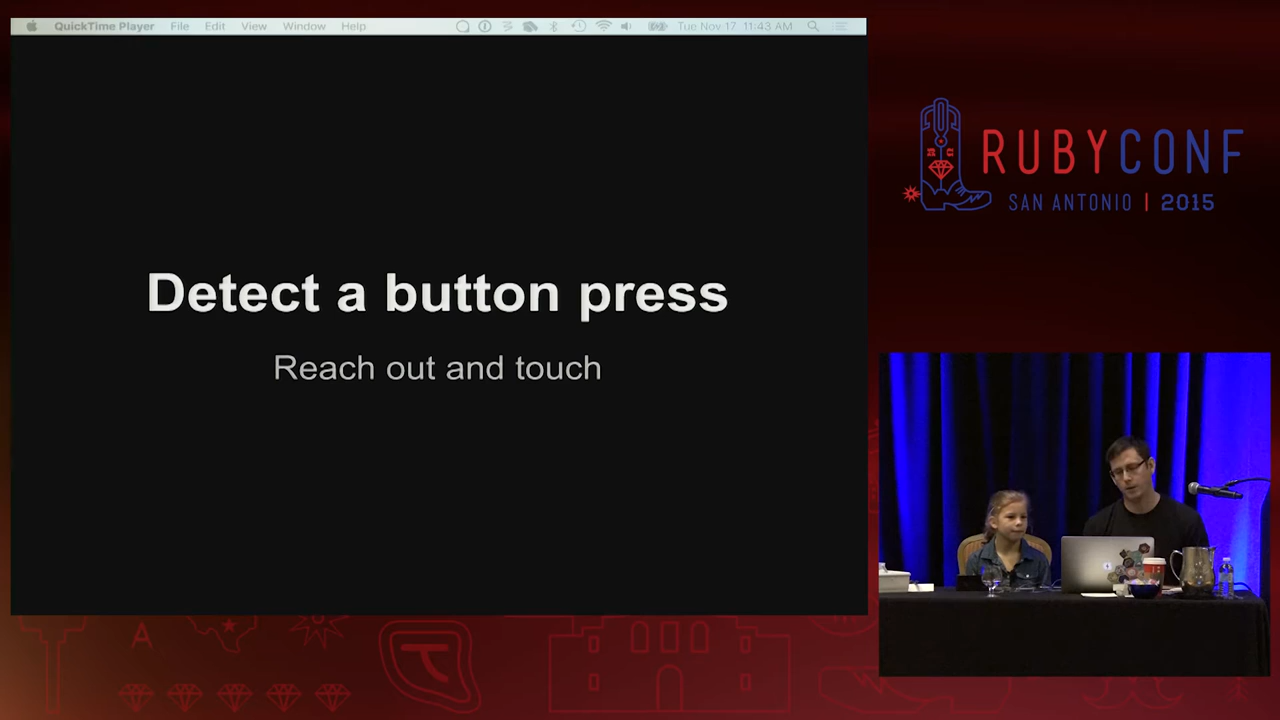 QuickTime Player File Edit View Window Help Tue Nov 17 11:43 AM
Detect a button press
Reach out and touch
RUBYCONF
SAN ANTONIO | 2015
A